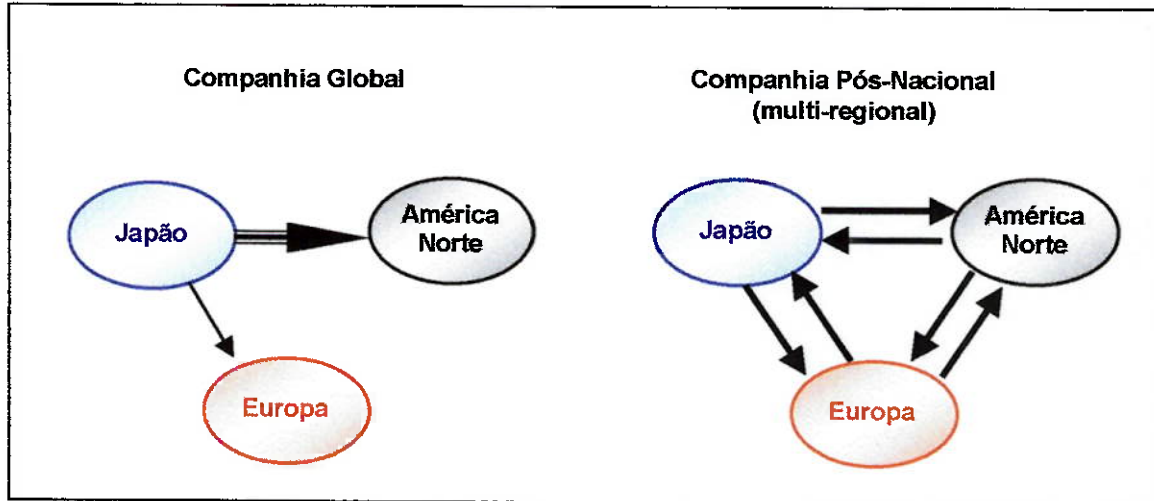 Companhia Global
Japão
América
Norte
Europa
Companhia Pós-Nacional
(multi-regional)
Japão
América
Norte
Europa